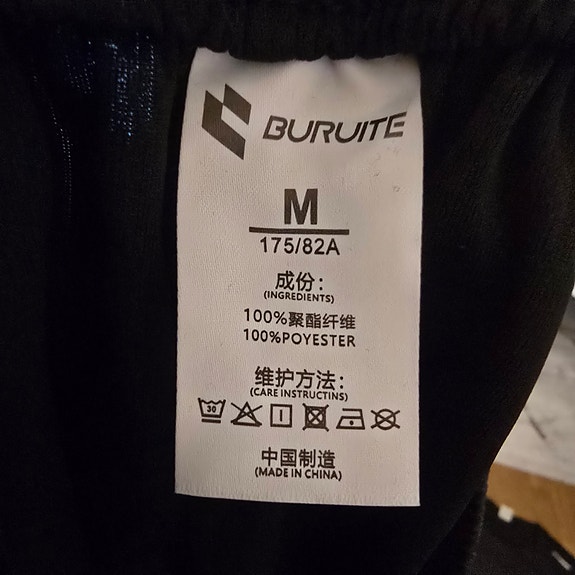 BURUITE
M
175/82A
成份：
(INGREDIENTS)
100%聚酯纤维
100%POYESTER
维护方法：
(CARE INSTRUCTINS)
30
中国制造
(MADE IN CHINA)